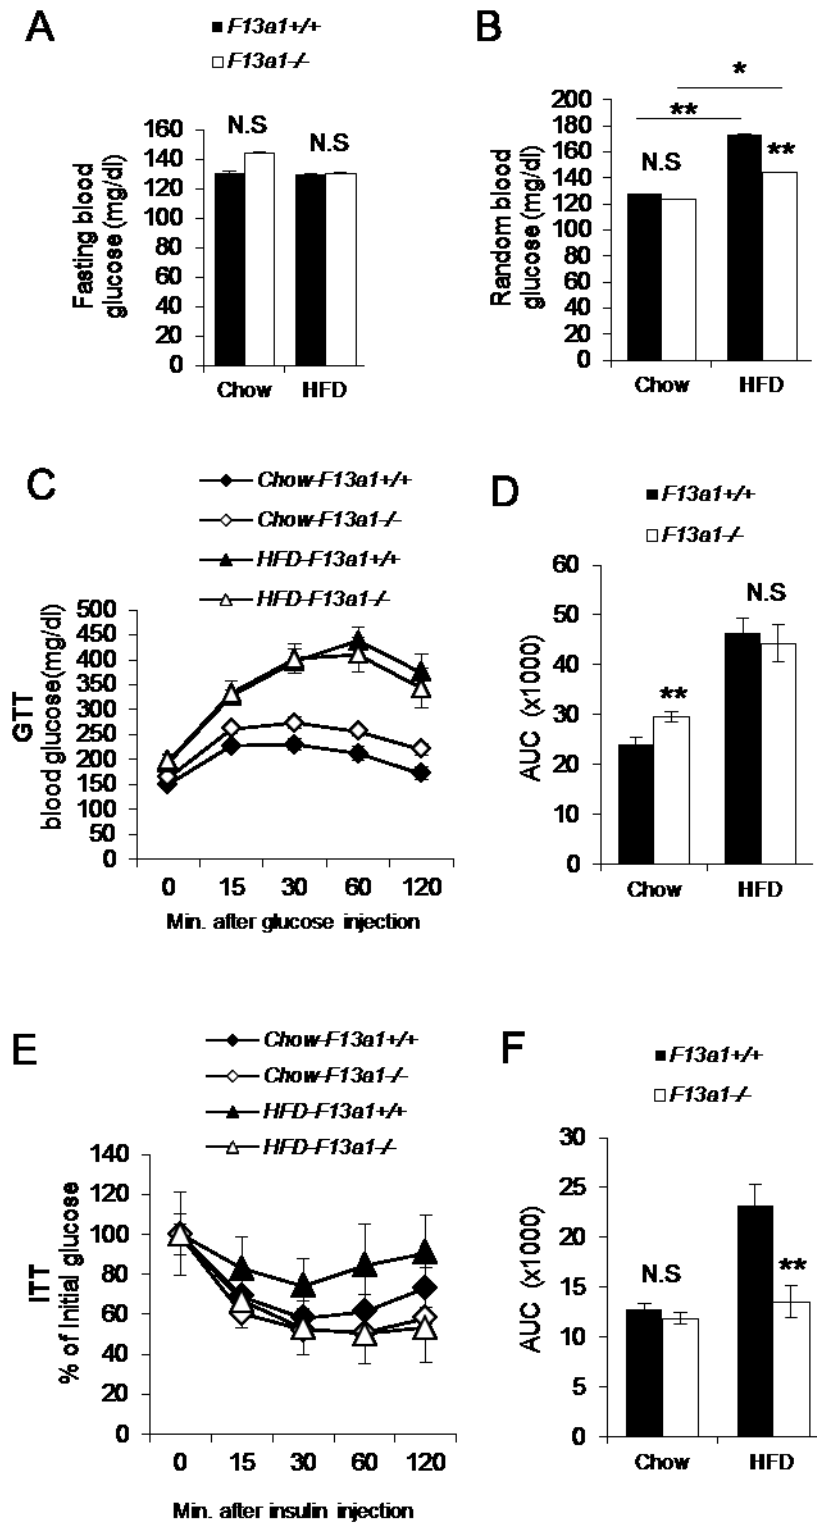 A
F13a1+/+
F13a1-/-
160
140
120
100
80
60
40
20
0
Fasting blood
glucose (mg/dl)
N.S
N.S
Chow
HFD
B
200
180
160
140
120
100
80
60
40
20
0
Random blood
glucose (mg/dl)
*
**
N.S
**
Chow
HFD
C
Chow-F13a1+/+
Chow-F13a1-/-
HFD-F13a1+/+
HFD-F13a1-/-
500
450
400
350
300
250
200
150
100
50
0
GTT
blood glucose(mg/dl)
0 15 30 60 120
Min. after glucose injection
D
F13a1+/+
F13a1-/-
60
50
40
30
20
10
0
AUC (x1000)
**
N.S
Chow
HFD
E
Chow-F13a1+/+
Chow-F13a1-/-
HFD-F13a1+/+
HFD-F13a1-/-
140
120
100
80
60
40
20
0
ITT
% of Initial glucose
0 15 30 60 120
Min. after insulin injection
F
F13a1+/+
F13a1-/-
30
25
20
15
10
5
0
AUC (x1000)
N.S
**
Chow
HFD